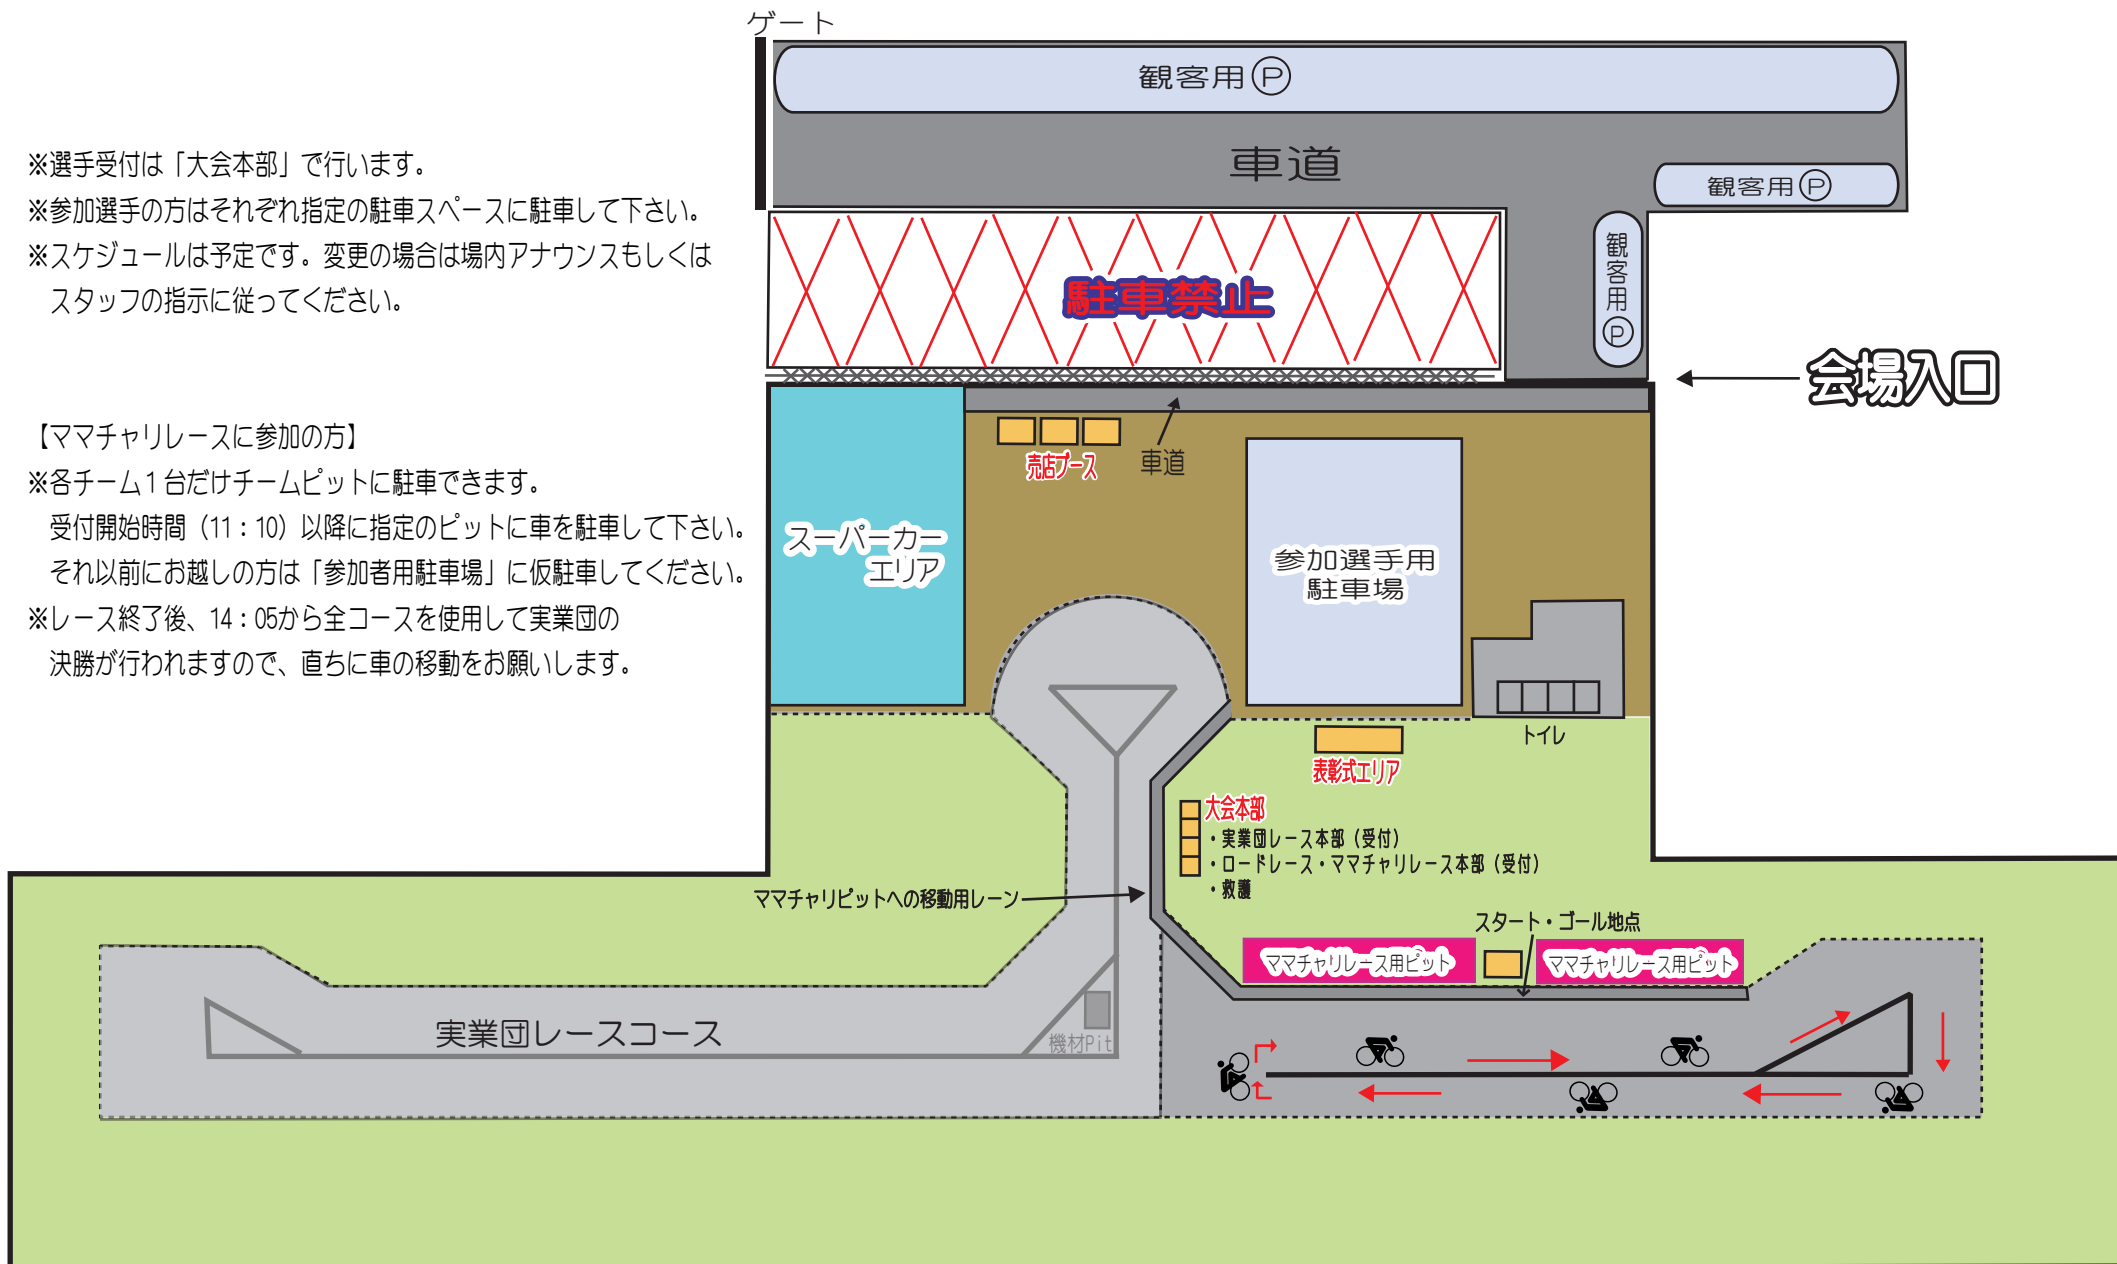 ゲート
観客用Ⓟ
車道
観客用Ⓟ
観客用Ⓟ
※選手受付は「大会本部」で行います。
※参加選手の方はそれぞれ指定の駐車スペースに駐車して下さい。
※スケジュールは予定です。変更の場合は場内アナウンスもしくは
スタッフの指示に従ってください。
駐車禁止
会場入口
【ママチャリレースに参加の方】
※各チーム1台だけチームピットに駐車できます。
受付開始時間（11：10）以降に指定のピットに車を駐車して下さい。
それ以前にお越しの方は「参加者用駐車場」に仮駐車してください。
※レース終了後、14：05から全コースを使用して実業団の
決勝が行われますので、直ちに車の移動をお願いします。
売店ブース
車道
スーパーカー
エリア
参加選手用
駐車場
トイレ
表彰式エリア
大会本部
・実業団レース本部（受付）
・ロードレース・ママチャリレース本部（受付）
・救護
ママチャリピットへの移動用レーン
スタート・ゴール地点
ママチャリレース用ピット
ママチャリレース用ピット
実業団レースコース
機材Pit